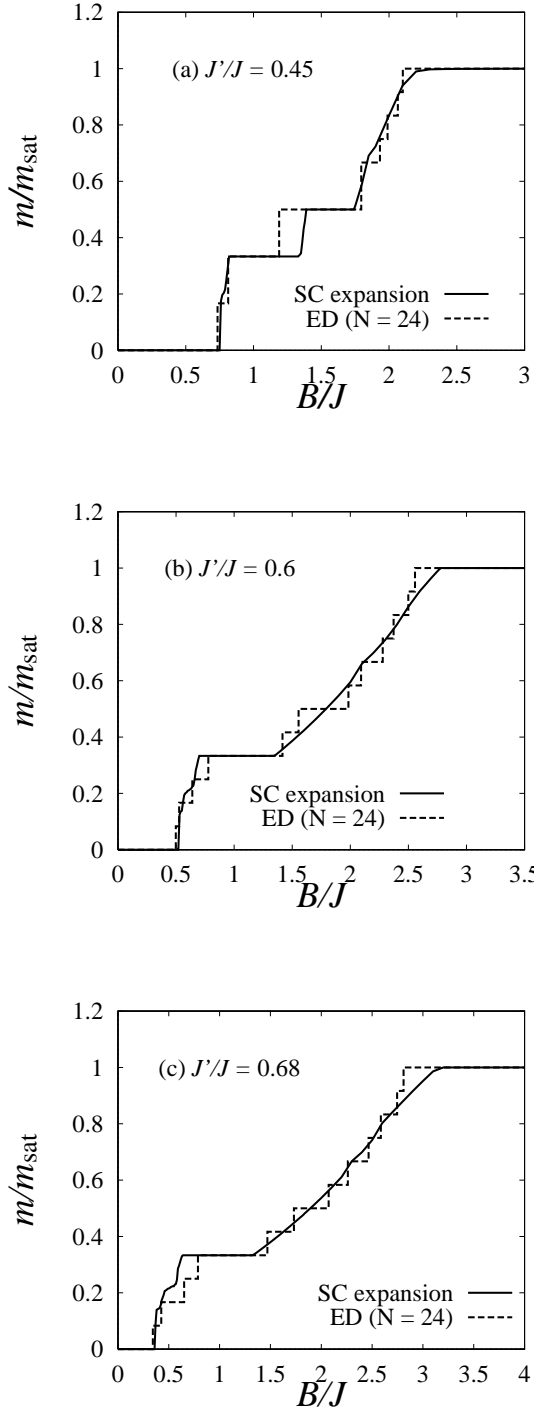 1.2
1
0.8
0.6
0.4
0.2
0
m/m_sat
(a) J'/J = 0.45
SC expansion
ED (N = 24)
0 0.5 1 1.5 2 2.5 3
B/J
1.2
1
0.8
0.6
0.4
0.2
0
m/m_sat
(b) J'/J = 0.6
SC expansion
ED (N = 24)
0 0.5 1 1.5 2 2.5 3 3.5
B/J
1.2
1
0.8
0.6
0.4
0.2
0
m/m_sat
(c) J'/J = 0.68
SC expansion
ED (N = 24)
0 0.5 1 1.5 2 2.5 3 3.5 4
B/J